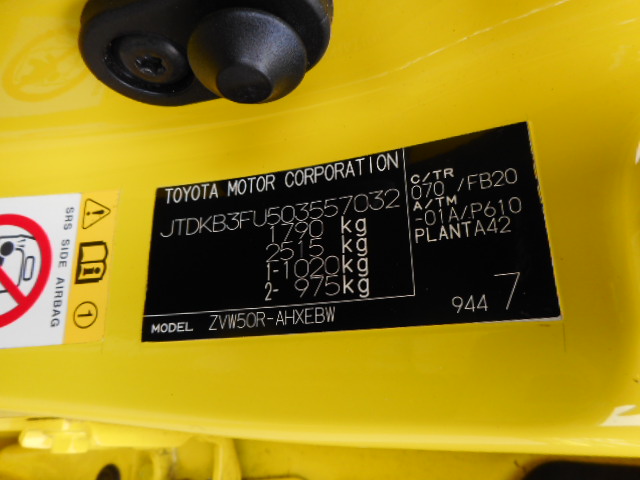 TOYOTA MOTOR CORPORATION
JTDKB3FU503557032
1790 kg
2515 kg
1-1020kg
2- 975kg
MODEL ZVW50R-AHXEBW
C/TR
070 /FB20
A/TM
-01A/P610
PLANTA42
944 7
SRS SIDE AIRBAG
1